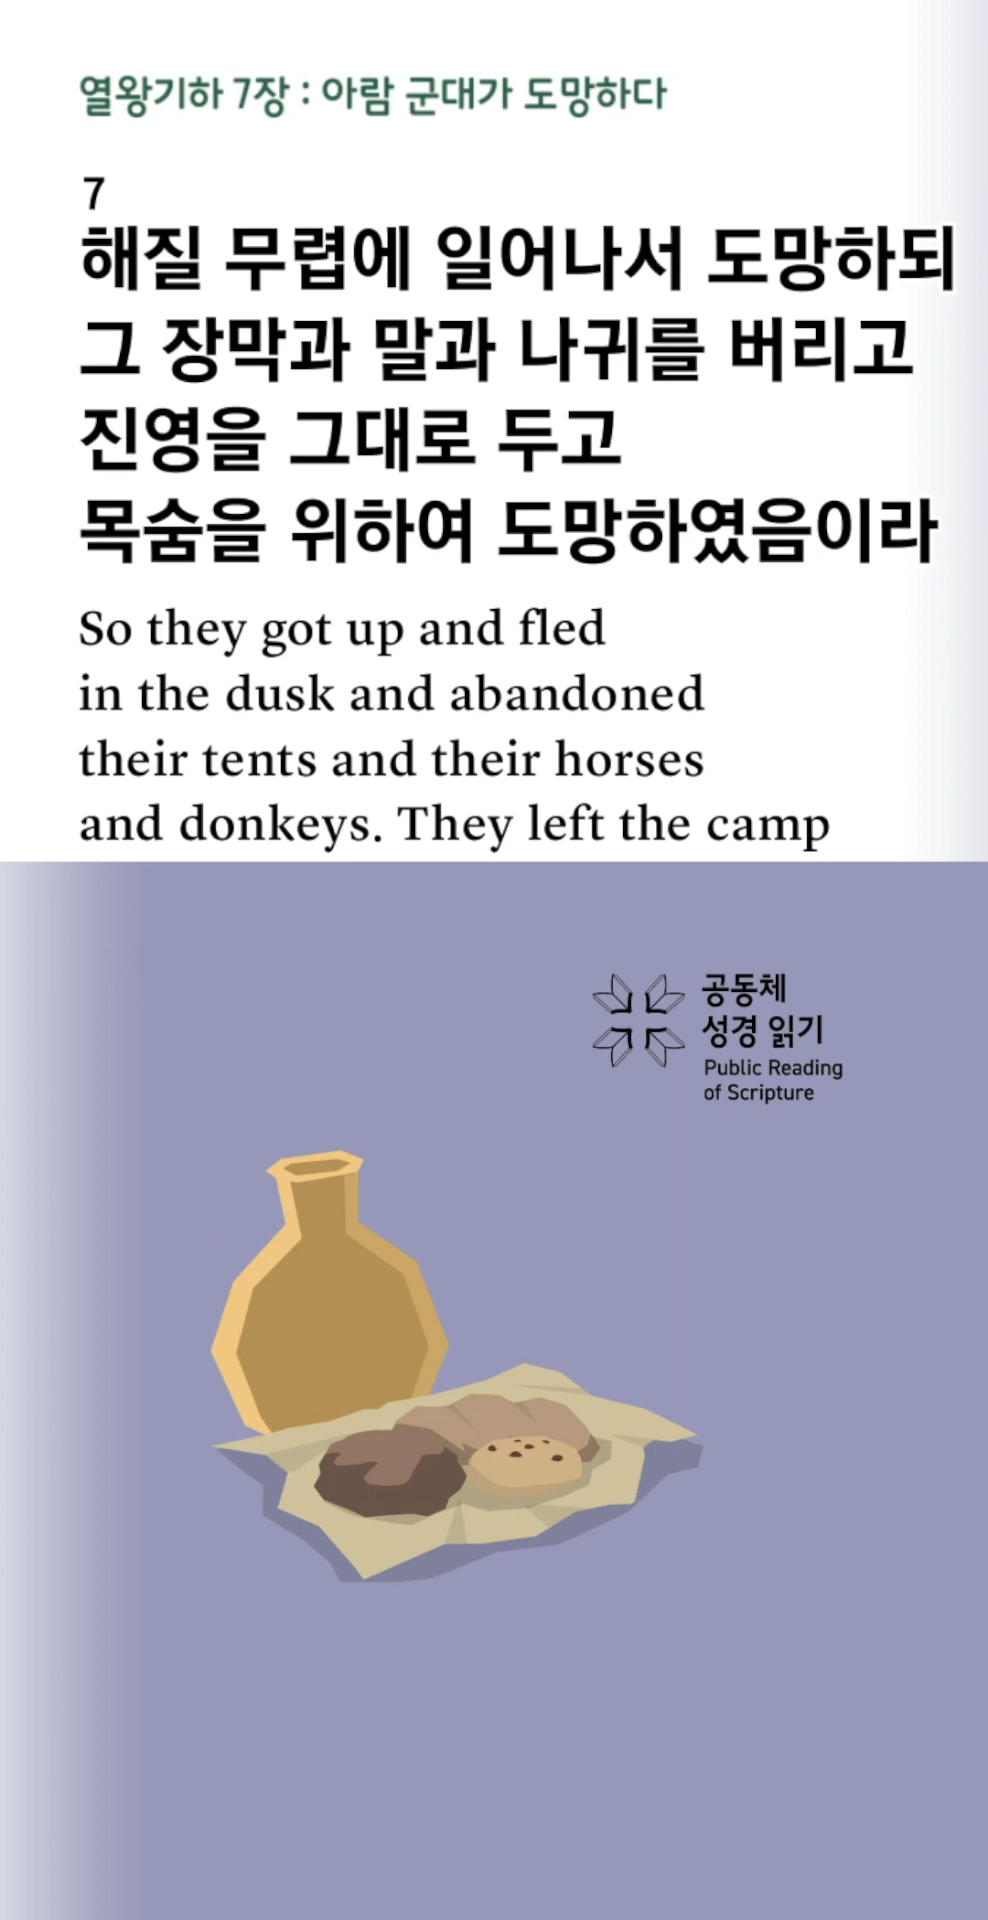 열왕기하 7장 : 아람 군대가 도망하다
7
해질 무렵에 일어나서 도망하되
그 장막과 말과 나귀를 버리고
진영을 그대로 두고
목숨을 위하여 도망하였음이라
So they got up and fled
in the dusk and abandoned
their tents and their horses
and donkeys. They left the camp
공동체
성경 읽기
Public Reading
of Scripture